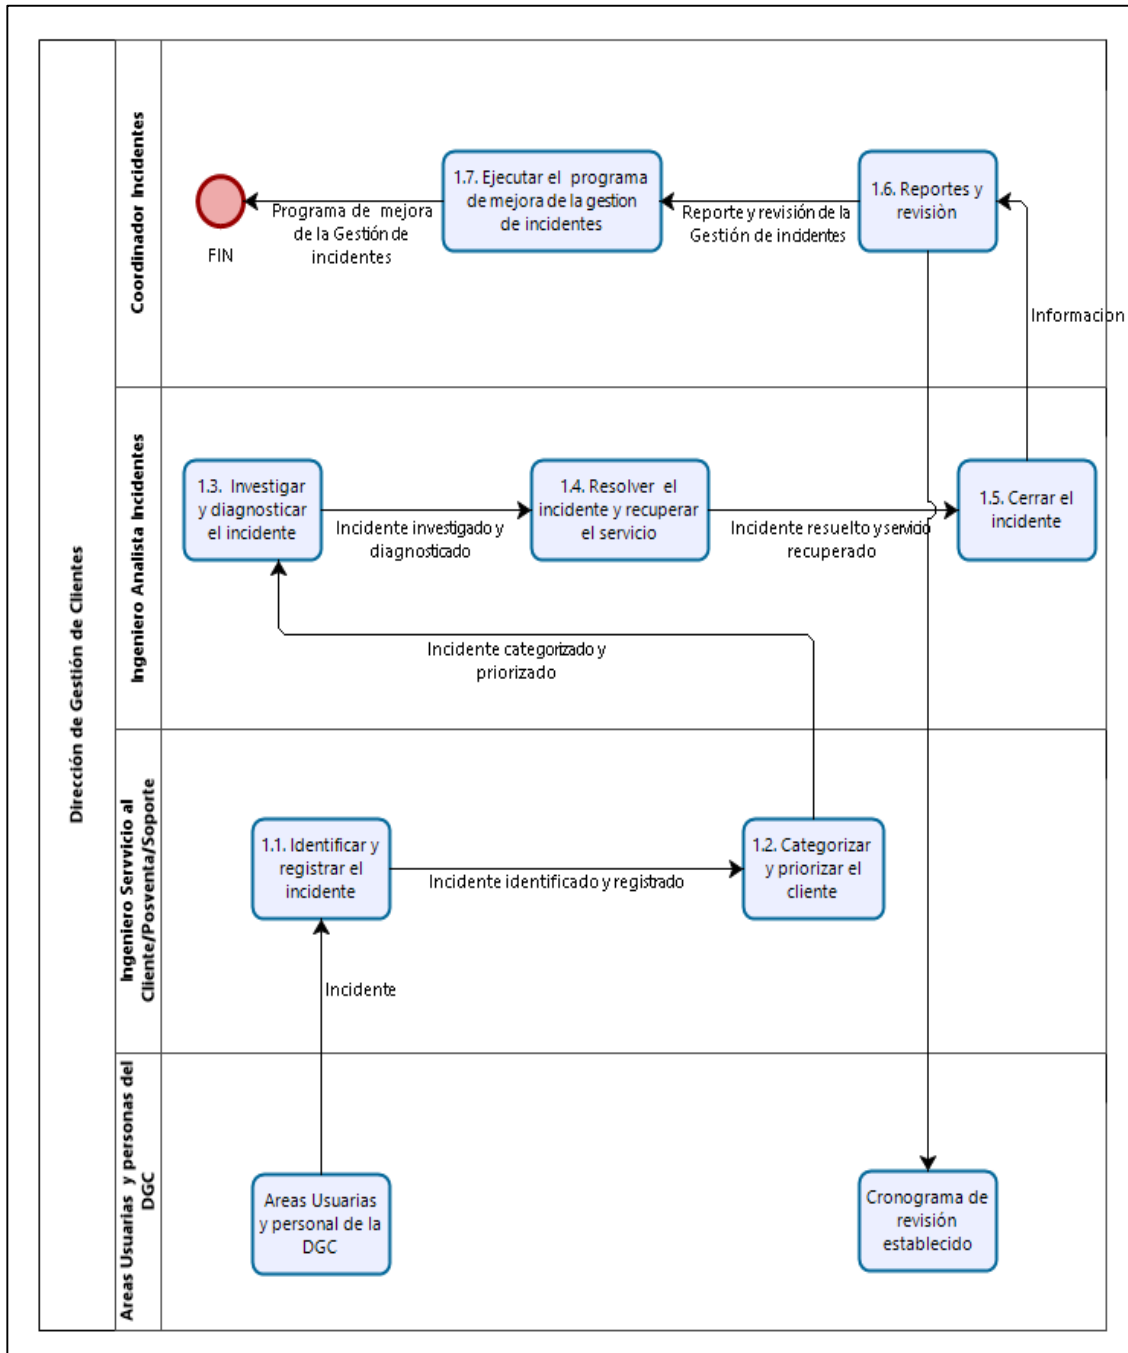 Dirección de Gestión de Clientes
Coordinador Incidentes
FIN
Programa de mejora
de la Gestión de
incidentes
1.7. Ejecutar el programa
de mejora de la gestion
de incidentes
Reporte y revisión de la
Gestión de incidentes
1.6. Reportes y
revisiòn
Informacion
Ingeniero Analista Incidentes
1.3. Investigar
y diagnosticar
el incidente
Incidente investigado y
diagnosticado
1.4. Resolver el
incidente y recuperar
el servicio
Incidente resuelto y servicio
recuperado
1.5. Cerrar el
incidente
Incidente categorizado y
priorizado
Ingeniero Servvicio al
Cliente/Posventa/Soporte
1.1. Identificar y
registrar el
incidente
Incidente identificado y registrado
1.2. Categorizar
y priorizar el
cliente
Incidente
Areas Usuarias y personas del
DGC
Areas Usuarias
y personal de la
DGC
Cronograma de
revisión
establecido